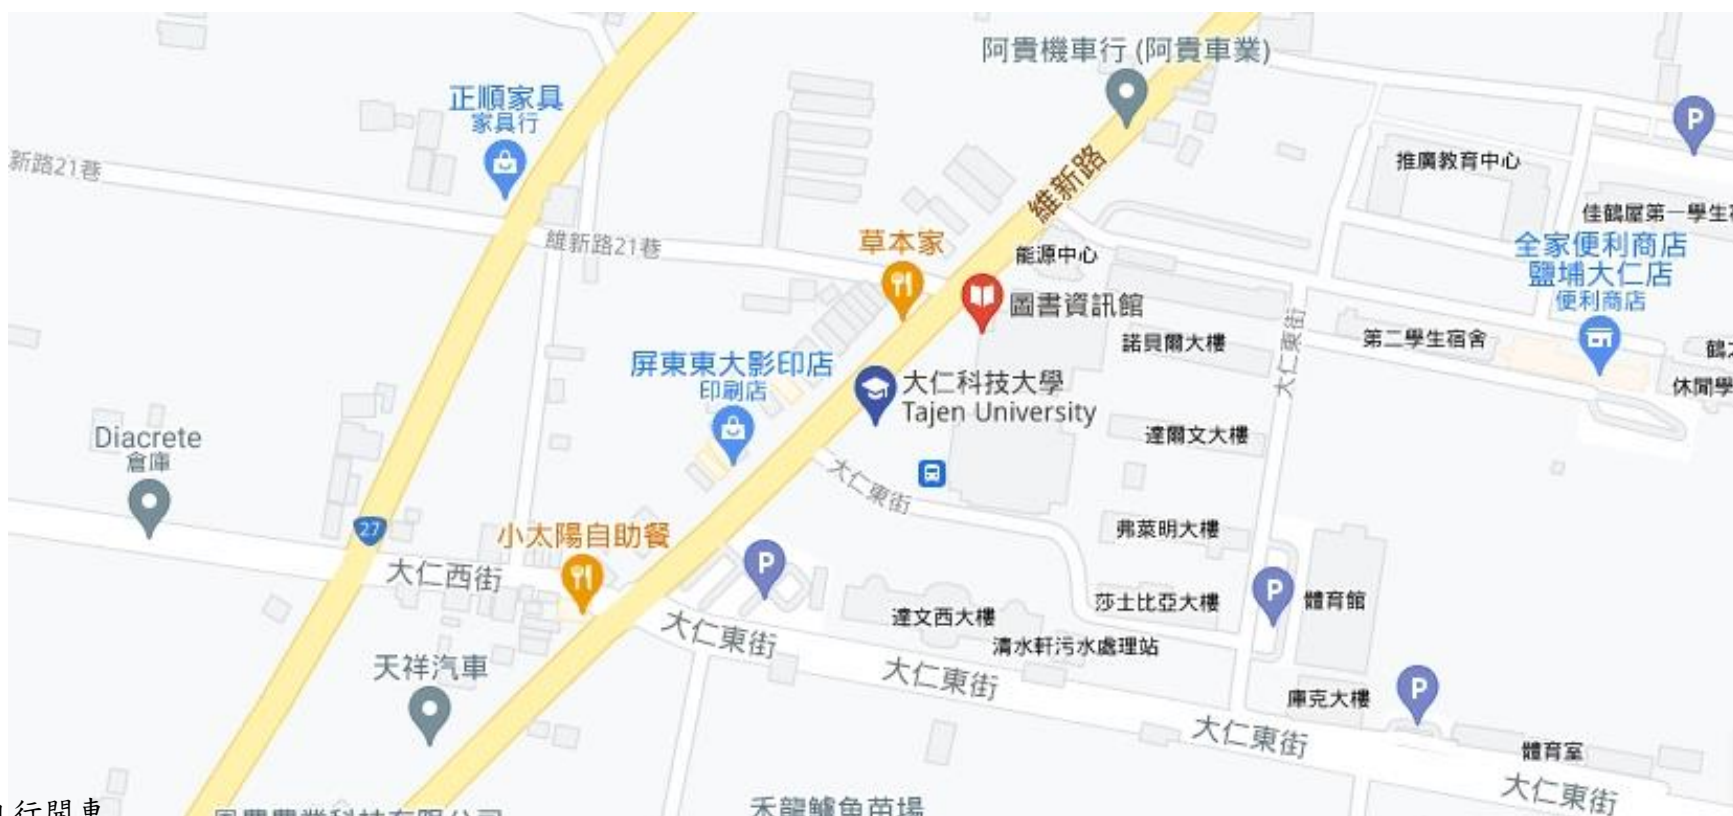 阿貴機車行 (阿貴車業)
正順家具
家具行
P
新路21巷
推廣教育中心
維新路
維新路21巷
草本家
能源中心
佳鶴屋第一學生
全家便利商店
鹽埔大仁店
便利商店
圖書資訊館
諾貝爾大樓
大仁東街
第二學生宿舍
屏東東大影印店
印刷店
大仁科技大學
Tajen University
休閒學
達爾文大樓
Diacrete
倉庫
大仁東街
27
小太陽自助餐
弗萊明大樓
P
大仁西街
P
莎士比亞大樓
體育館
達文西大樓
大仁東街
清水軒污水處理站
天祥汽車
大仁東街
庫克大樓
P
大仁東街
體育室
大仁東街
行開車
禾龍鱸魚苗場